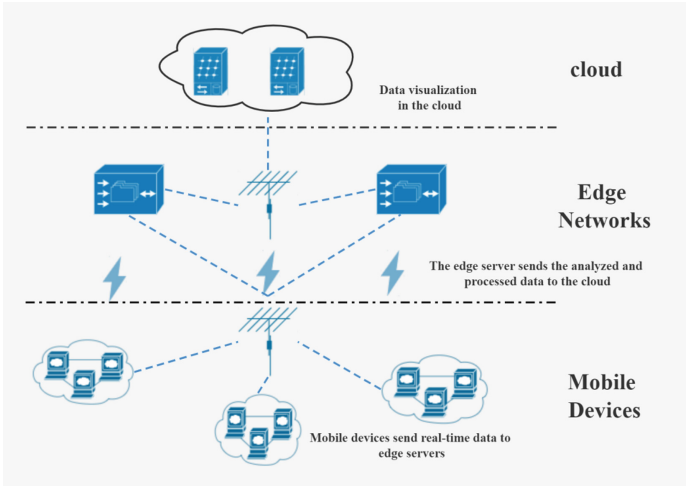 cloud
Data visualization
in the cloud
Edge
Networks
The edge server sends the analyzed and
processed data to the cloud
Mobile
Devices
Mobile devices send real-time data to
edge servers